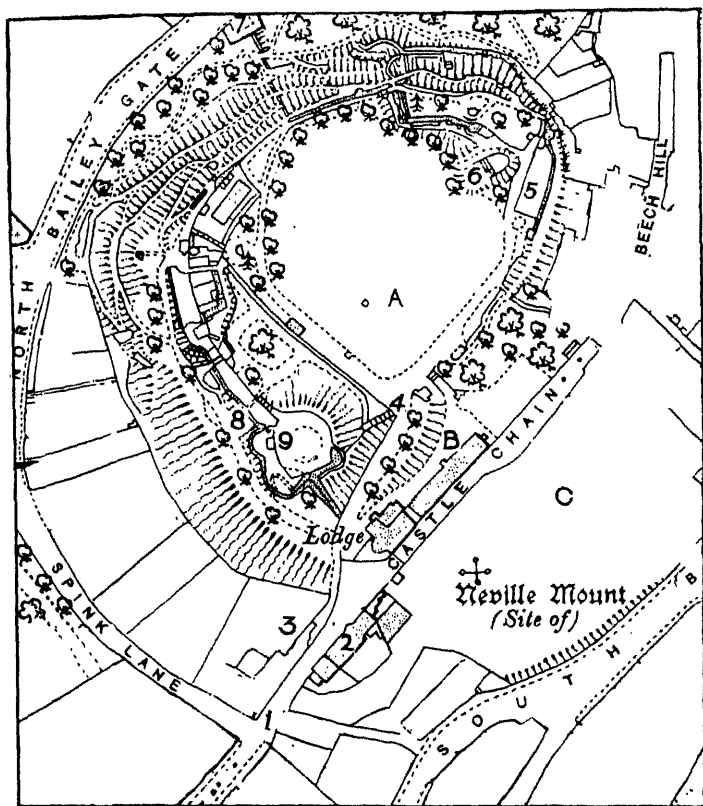 NORTH BAILEY GATE
BEECH HILL
6
5
A
4
8
9
B
CASTLE CHAIN
C
Lodge
Neville Mount
(Site of)
SPINK LANE
3
2
1
SOUTH B